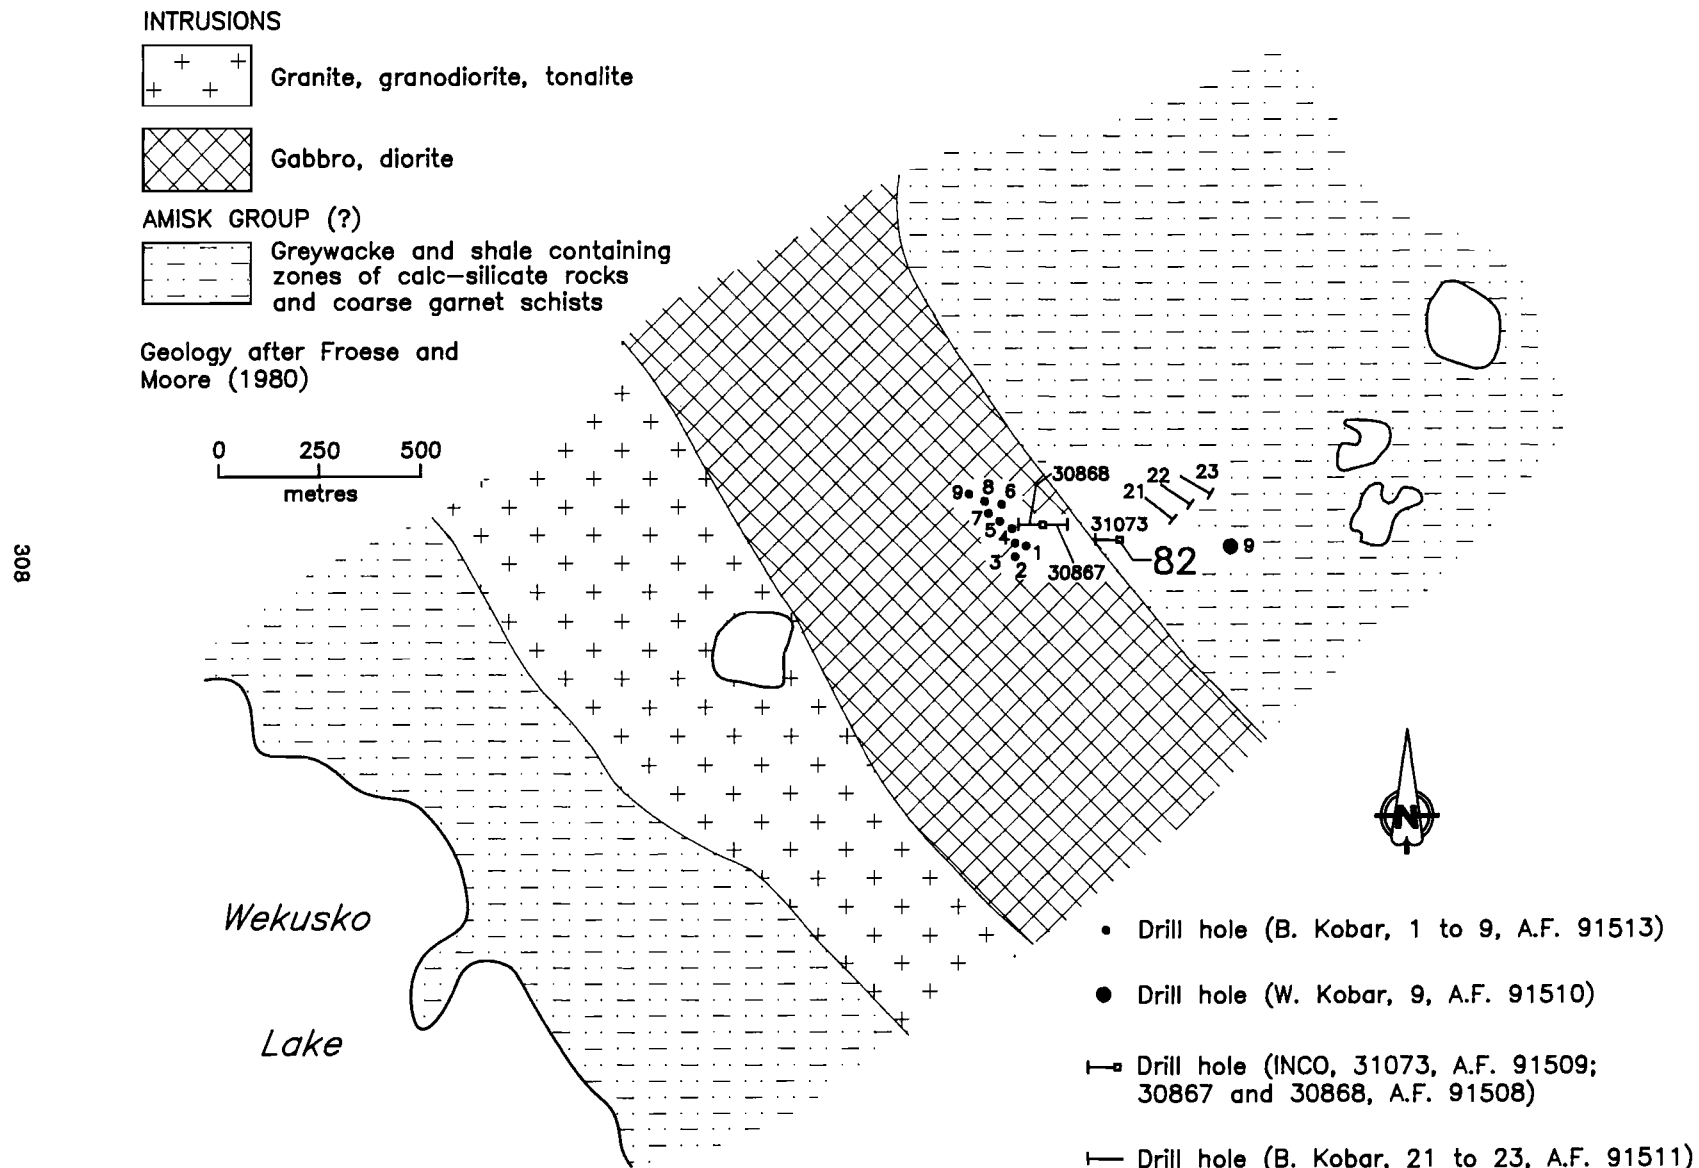 INTRUSIONS
Granite, granodiorite, tonalite
Gabbro, diorite
AMISK GROUP (?)
Greywacke and shale containing
zones of calc-silicate rocks
and coarse garnet schists
Geology after Froese and
Moore (1980)
0 250 500
metres
308
30868
23
22
21
9
8
6
7
5
4
3
2
1
30867
31073
82
9
N
Wekusko
Lake
Drill hole (B. Kobar, 1 to 9, A.F. 91513)
Drill hole (W. Kobar, 9, A.F. 91510)
Drill hole (INCO, 31073, A.F. 91509;
30867 and 30868, A.F. 91508)
Drill hole (B. Kobar, 21 to 23, A.F. 91511)